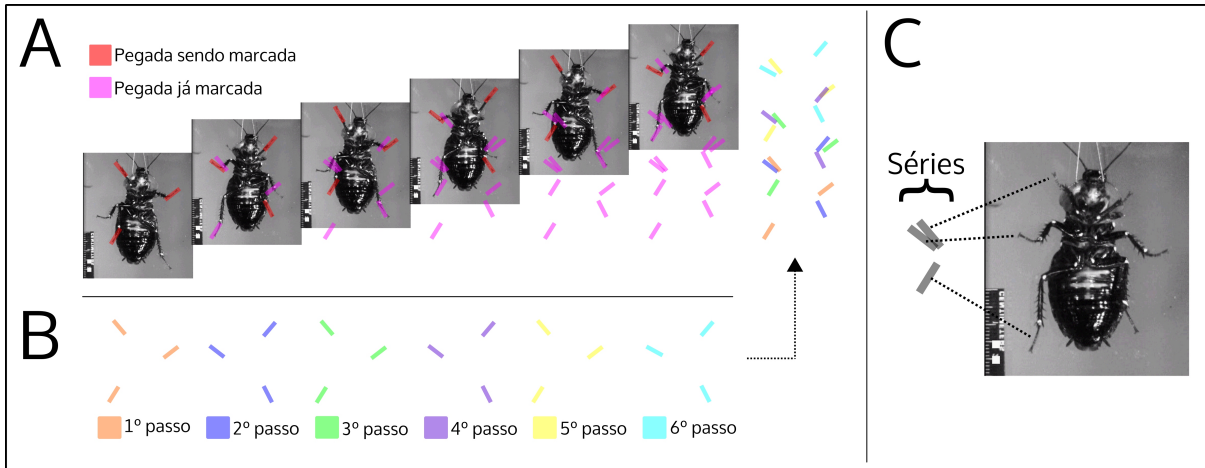 A
Pegada sendo marcada
Pegada já marcada
B
1º passo
2º passo
3º passo
4º passo
5º passo
6º passo
C
Séries